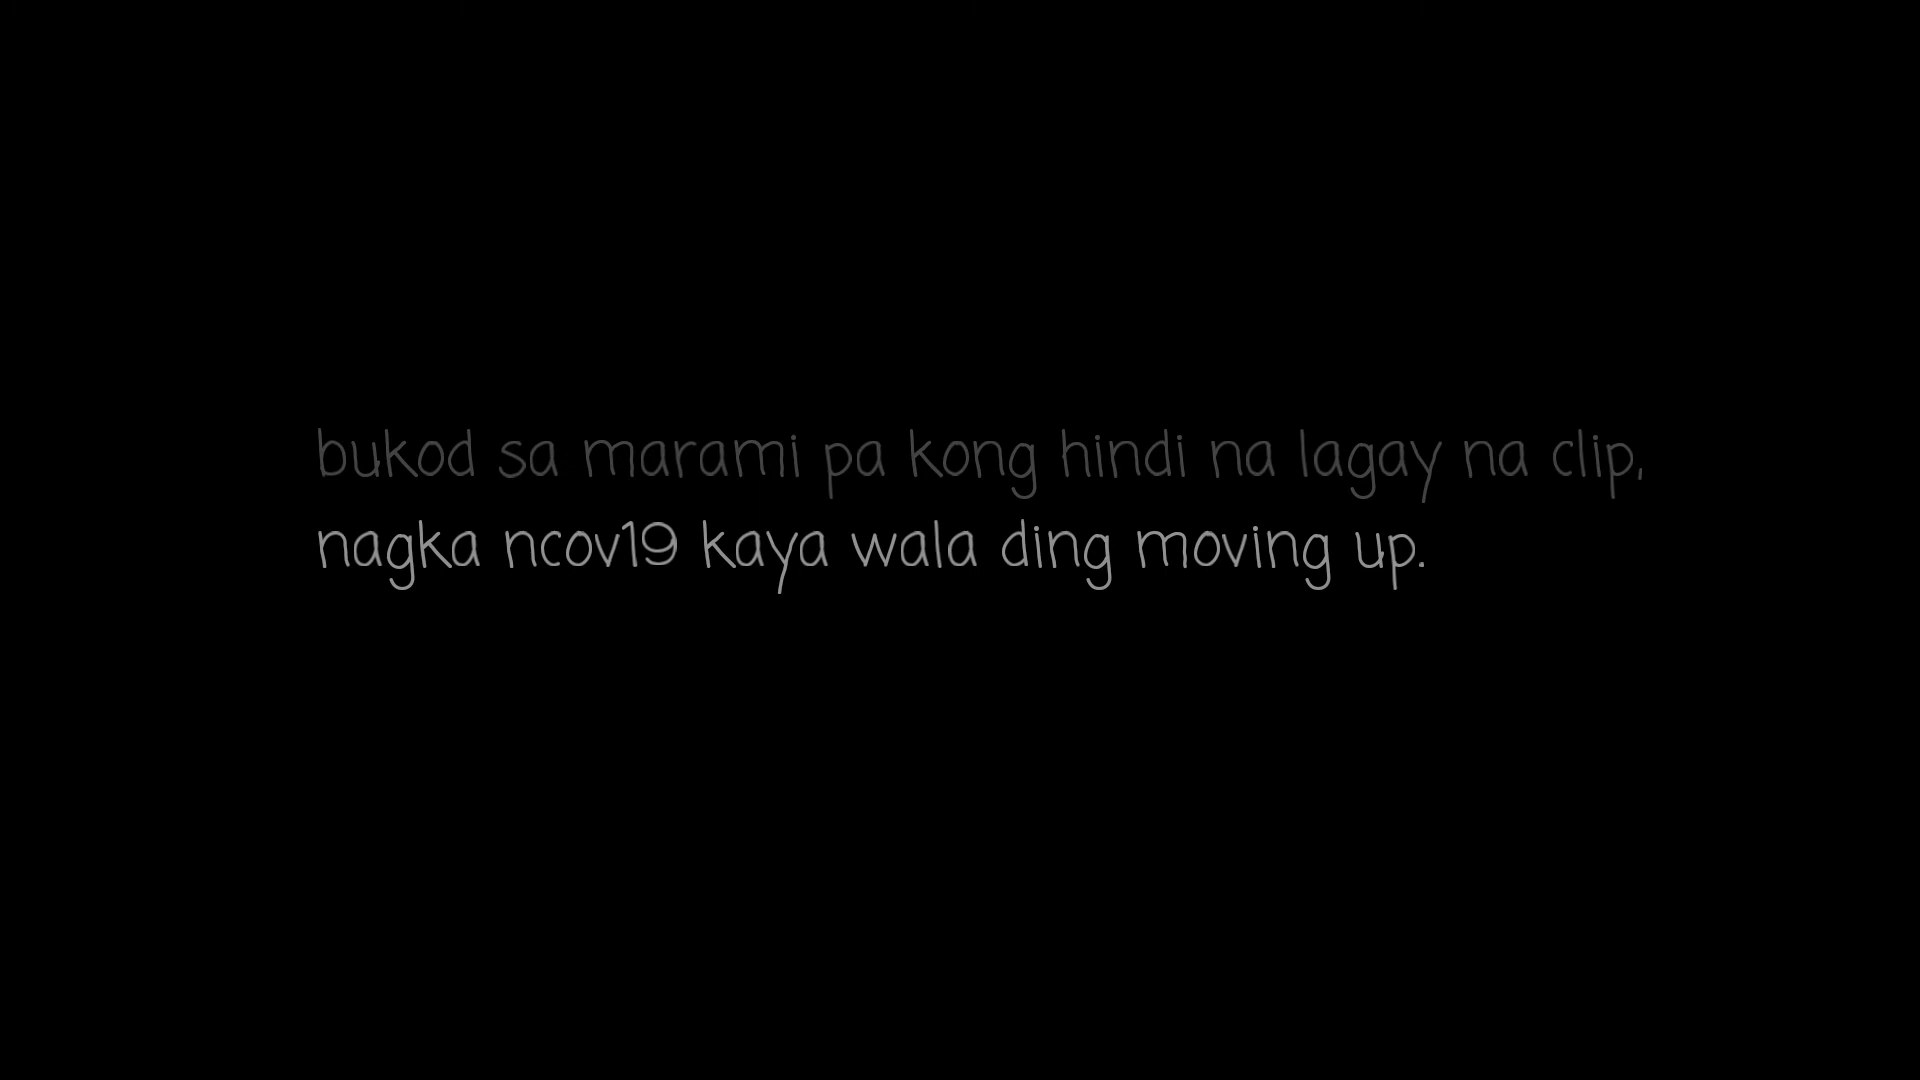 bukod sa marami pa kong hindi na lagay na clip,
nagka ncov19 kaya wala ding moving up.